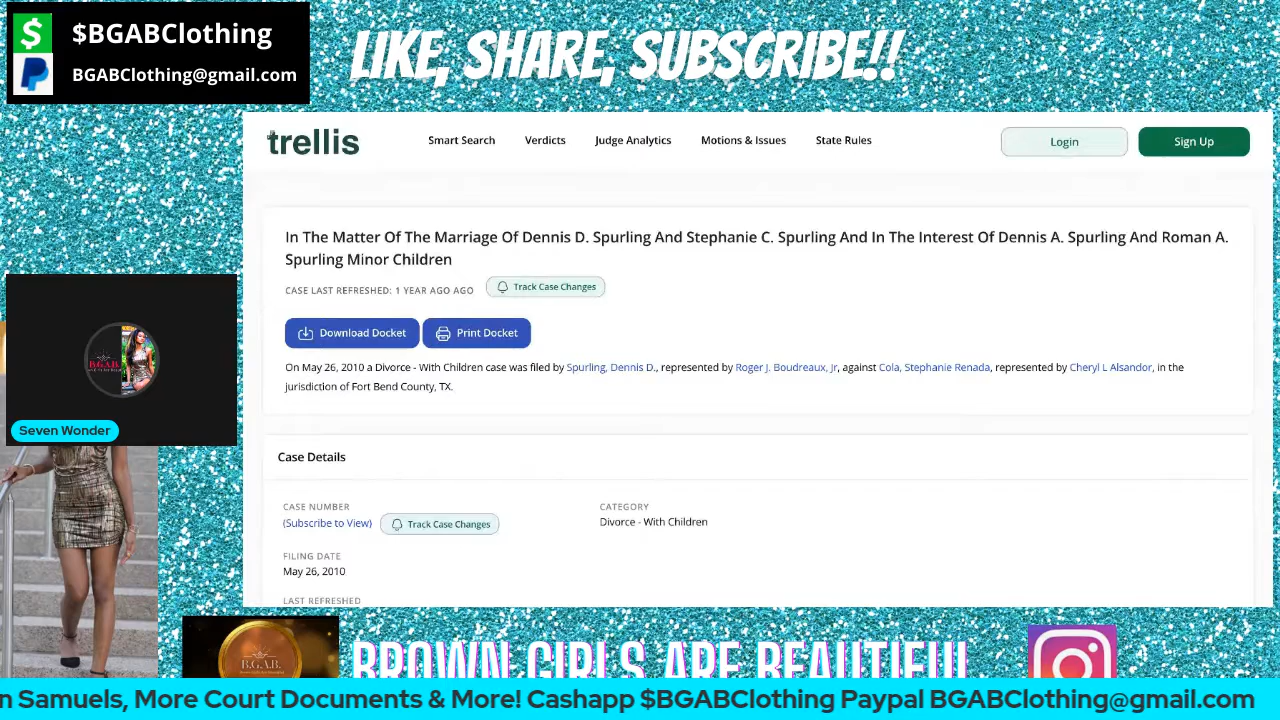 $BGABClothing
BGABClothing@gmail.com
LIKE, SHARE, SUBSCRIBE!!
trellis
Smart Search
Verdicts
Judge Analytics
Motions & Issues
State Rules
Login
Sign Up
In The Matter Of The Marriage Of Dennis D. Spurling And Stephanie C. Spurling And In The Interest Of Dennis A. Spurling And Roman A.
Spurling Minor Children
CASE LAST REFRESHED: 1 YEAR AGO AGO
Track Case Changes
Download Docket
Print Docket
On May 26, 2010 a Divorce - With Children case was filed by Spurling, Dennis D., represented by Roger J. Boudreaux, Jr, against Cola, Stephanie Renada, represented by Cheryl L Alsandor, in the
jurisdiction of Fort Bend County, TX.
Case Details
CASE NUMBER
(Subscribe to View)
Track Case Changes
CATEGORY
Divorce - With Children
FILING DATE
May 26, 2010
LAST REFRESHED
B.G.A.B.
Seven Wonder
B.G.A.B.
BROWN GIRLS ARE BEAUTIFUL
n Samuels, More Court Documents & More! Cashapp $BGABClothing Paypal BGABClothing@gmail.com